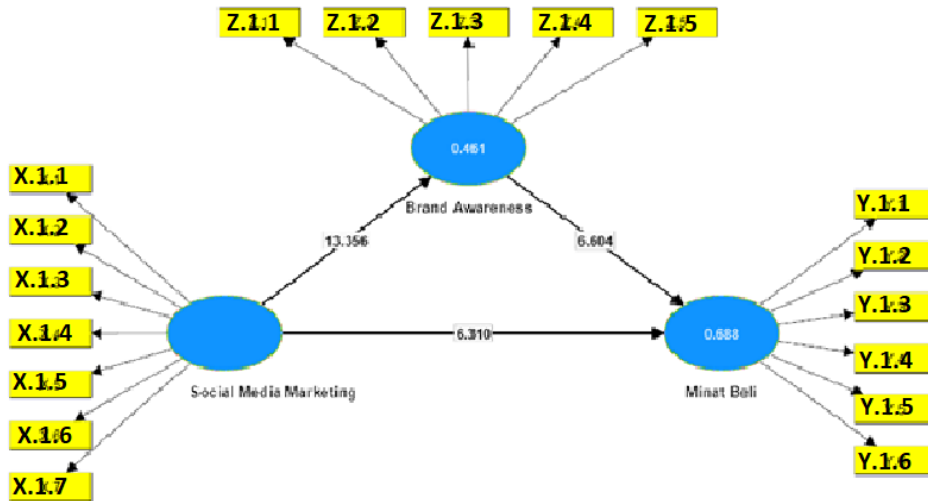 Z.1.1 Z.1.2 Z.1.3 Z.1.4 Z.1.5
0.461
Brand Awareness
X.1.1
X.1.2
X.1.3
X.1.4
X.1.5
X.1.6
X.1.7
13.356
6.604
6.310
Social Media Marketing
0.688
Minat Beli
Y.1.1
Y.1.2
Y.1.3
Y.1.4
Y.1.5
Y.1.6